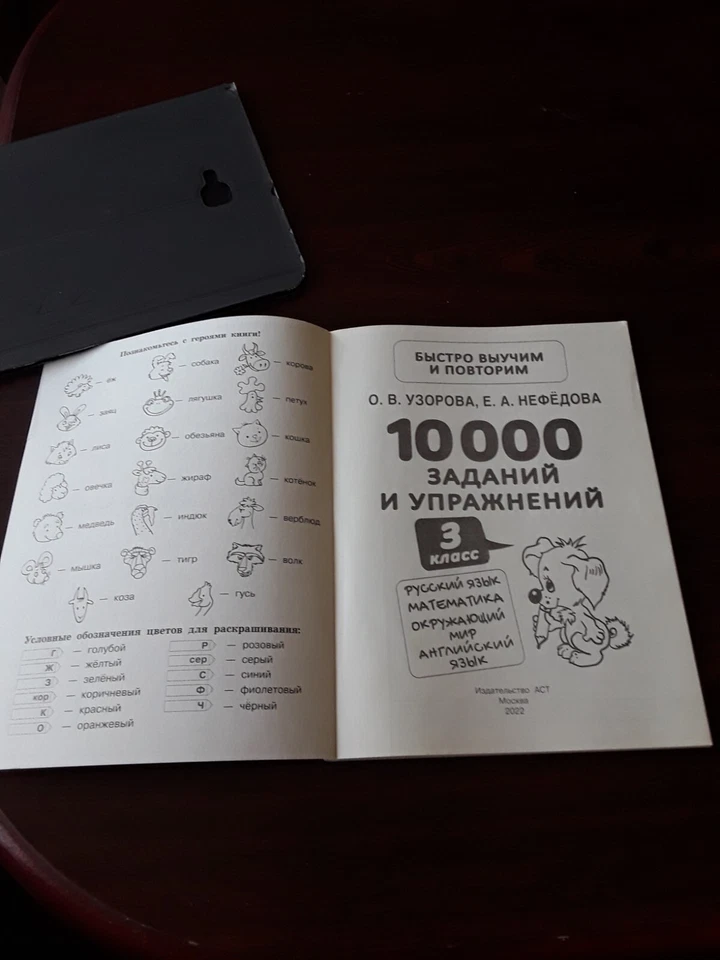 Познакомьтесь с героями книги!
— ёж
— собака
— корова
— заяц
— лягушка
— петух
— лиса
— обезьяна
— кошка
— овечка
— жираф
— котёнок
— медведь
— индюк
— верблюд
— мышка
— тигр
— волк
— коза
— гусь
Условные обозначения цветов для раскрашивания:
Г — голубой
Ж — жёлтый
З — зелёный
кор — коричневый
К — красный
О — оранжевый
Р — розовый
сер — серый
С — синий
Ф — фиолетовый
Ч — чёрный
БЫСТРО ВЫУЧИМ
И ПОВТОРИМ
О. В. УЗОРОВА, Е. А. НЕФЁДОВА
10 000
ЗАДАНИЙ
И УПРАЖНЕНИЙ
3
класс
РУССКИЙ ЯЗЫК
МАТЕМАТИКА
ОКРУЖАЮЩИЙ
МИР
АНГЛИЙСКИЙ
ЯЗЫК
Издательство АСТ
Москва
2022